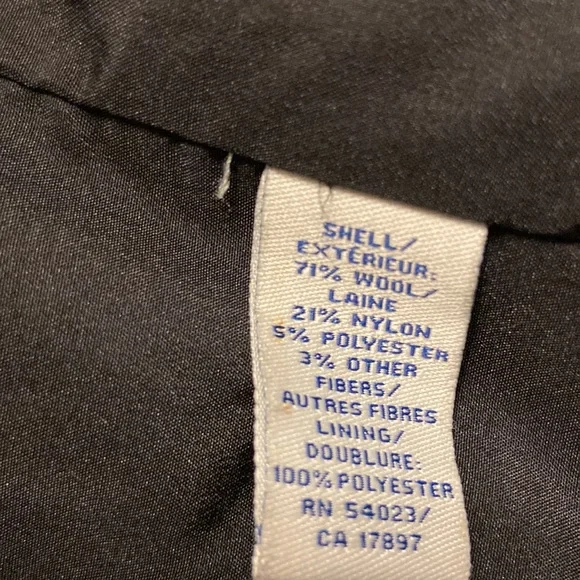 SHELL/
EXTÉRIEUR:
71% WOOL/
LAINE
21% NYLON
5% POLYESTER
3% OTHER
FIBERS/
AUTRES FIBRES
LINING/
DOUBLURE:
100% POLYESTER
RN 54023/
CA 17897